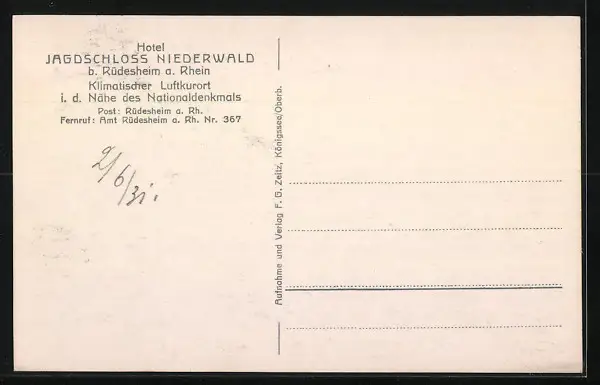 Hotel
JAGDSCHLOSS NIEDERWALD
b. Rüdesheim a. Rhein
Klimatischer Luftkurort
i. d. Nähe des Nationaldenkmals
Post: Rüdesheim a. Rh.
Fernruf: Amt Rüdesheim a. Rh. Nr. 367
2/6/31.
Aufnahme und Verlag F. G. Zeitz, Königssee/Oberb.